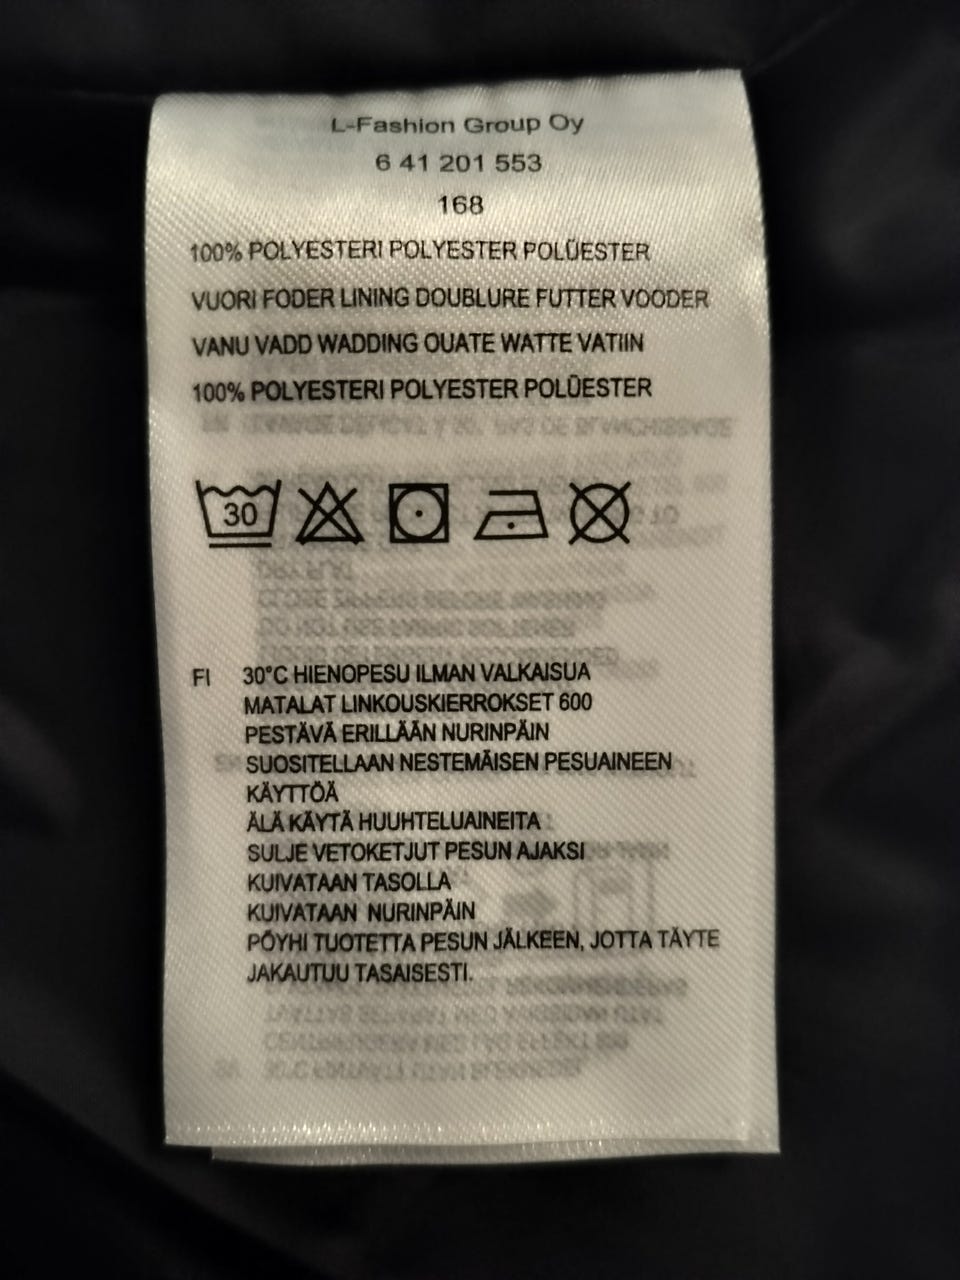 L-Fashion Group Oy
6 41 201 553
168
100% POLYESTERI POLYESTER POLÜESTER
VUORI FODER LINING DOUBLURE FUTTER VOODER
VANU VADD WADDING OUATE WATTE VATIIN
100% POLYESTERI POLYESTER POLÜESTER
30
FI 30°C HIENOPESU ILMAN VALKAISUA
MATALAT LINKOUSKIERROKSET 600
PESTÄVÄ ERILLÄÄN NURINPÄIN
SUOSITELLAAN NESTEMÄISEN PESUAINEEN
KÄYTTÖÄ
ÄLÄ KÄYTÄ HUUHTELUAINEITA
SULJE VETOKETJUT PESUN AJAKSI
KUIVATAAN TASOLLA
KUIVATAAN NURINPÄIN
PÖYHI TUOTETTA PESUN JÄLKEEN, JOTTA TÄYTE
JAKAUTUU TASAISESTI.